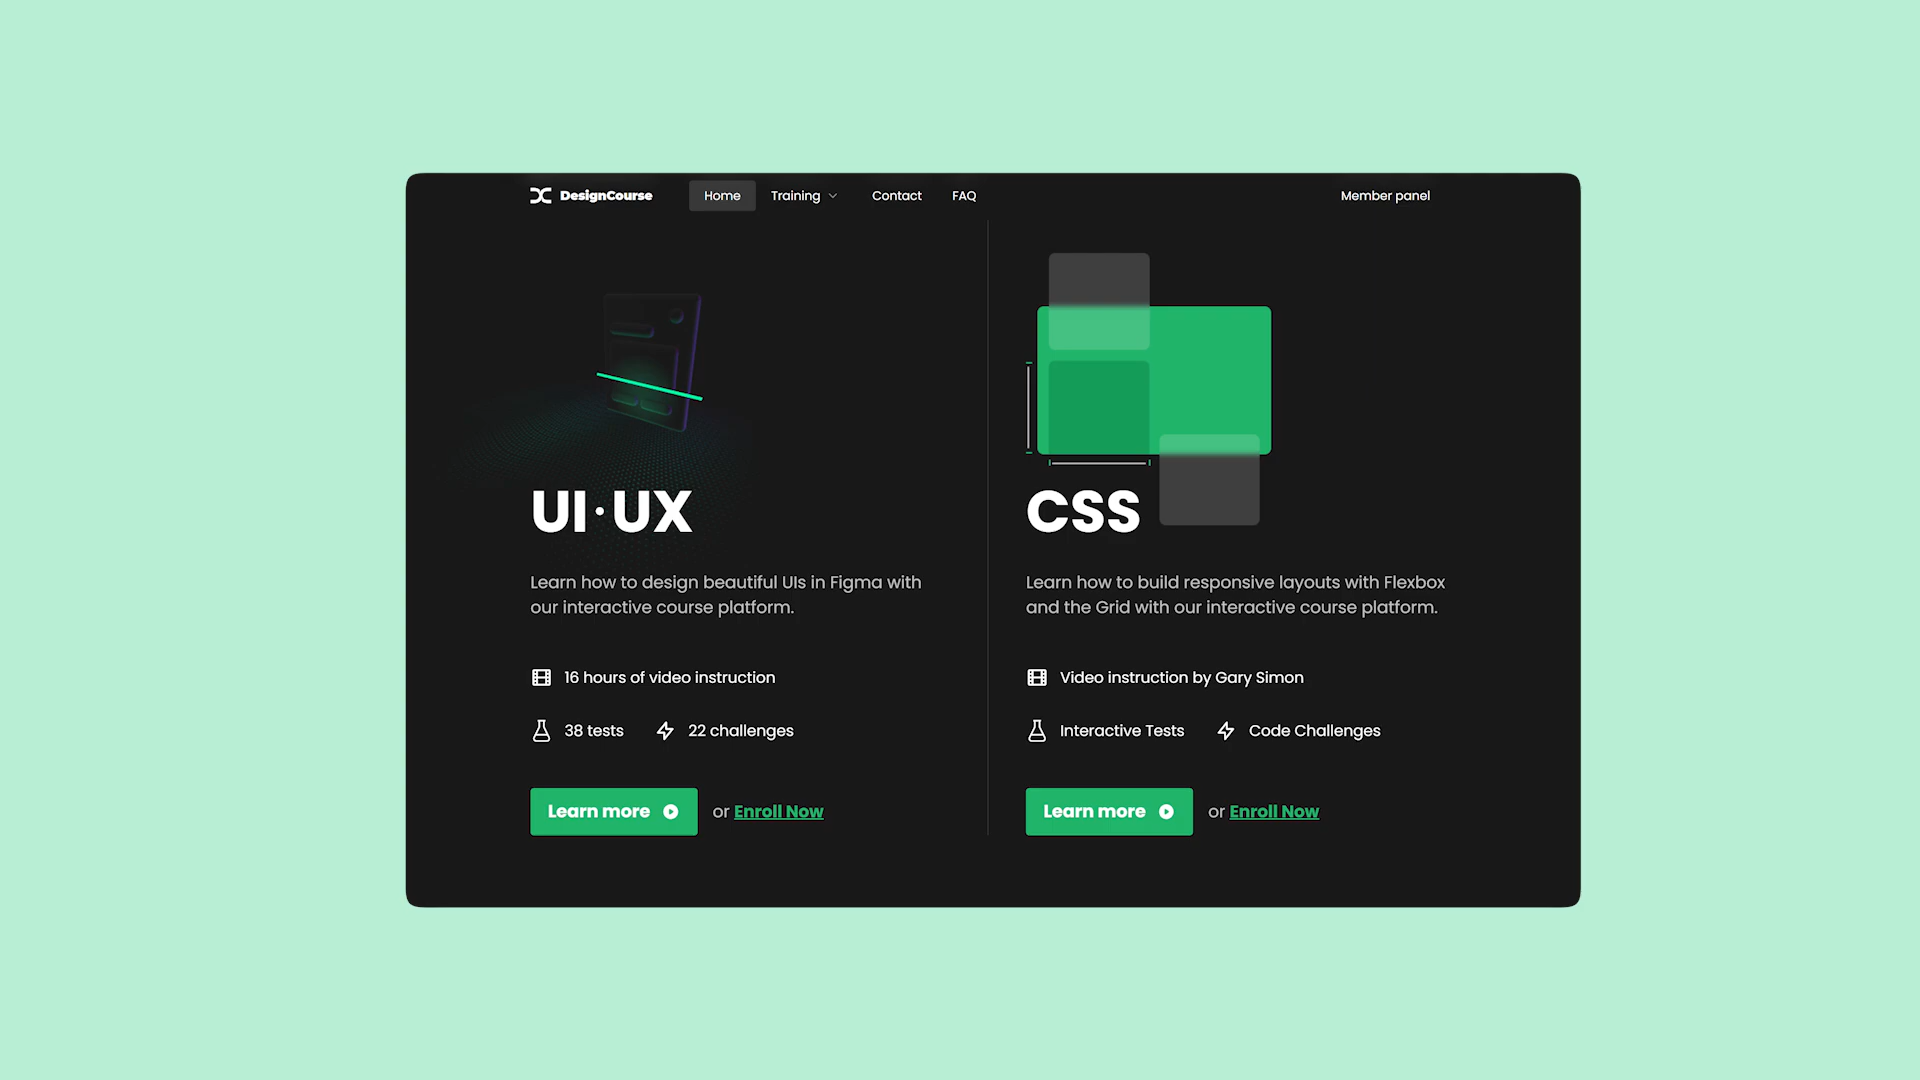 DesignCourse
Home
Training
Contact
FAQ
Member panel
UI·UX
Learn how to design beautiful UIs in Figma with
our interactive course platform.
16 hours of video instruction
38 tests
22 challenges
Learn more
or Enroll Now
CSS
Learn how to build responsive layouts with Flexbox
and the Grid with our interactive course platform.
Video instruction by Gary Simon
Interactive Tests
Code Challenges
Learn more
or Enroll Now